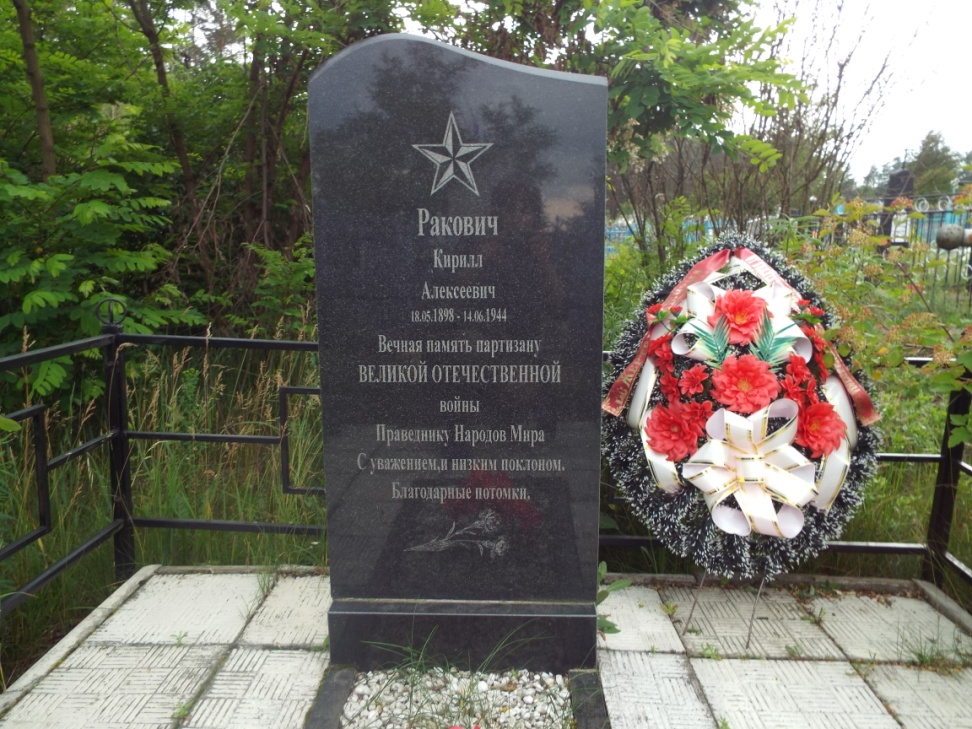 Ракович
Кирилл
Алексеевич
18.05.1898 - 14.06.1944
Вечная память партизану
ВЕЛИКОЙ ОТЕЧЕСТВЕННОЙ
войны
Праведнику Народов Мира
С уважением,и низким поклоном.
Благодарные потомки.